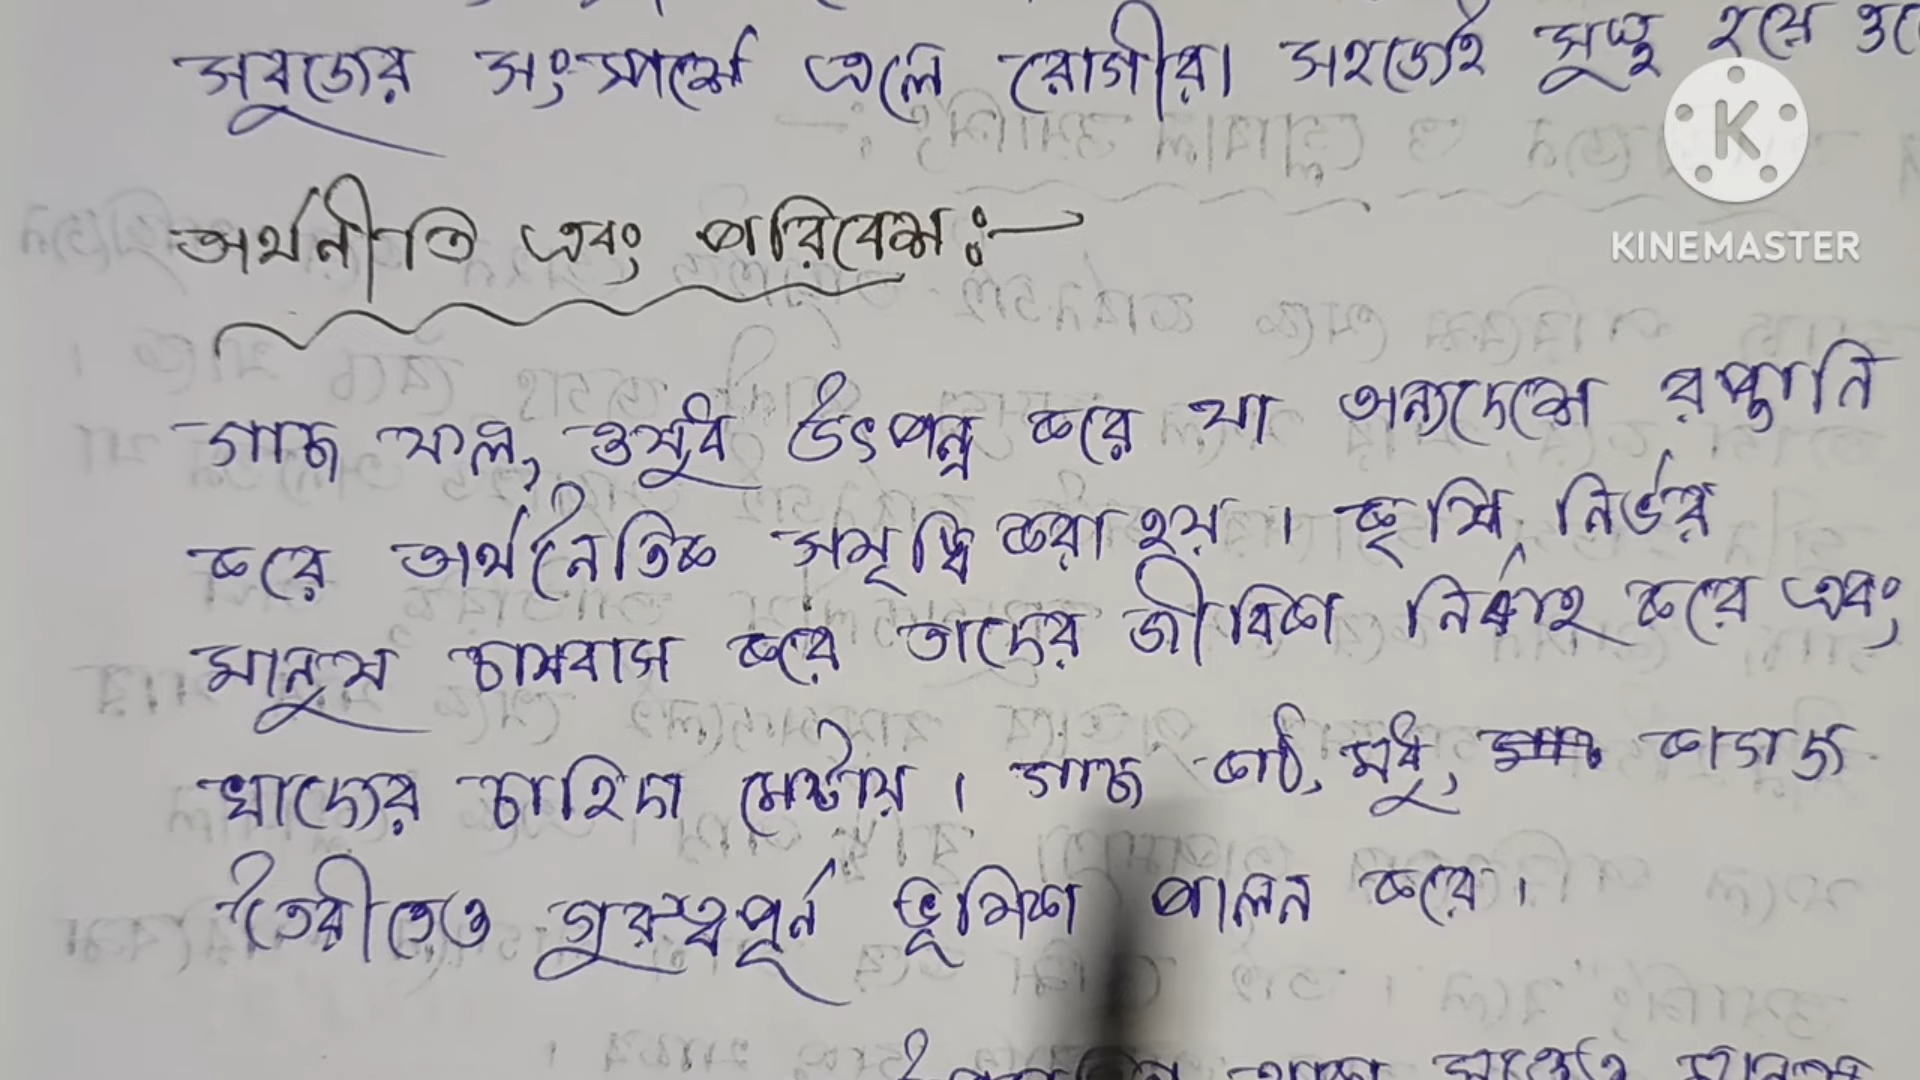 সবুজের সংস্পর্শে এলে রোগীরা সহজেই সুস্থ হয়ে ওঠে
K
KINEMASTER
অর্থনীতি এবং পরিবেশ :-
গাছ ফল, ওষুধ উৎপন্ন করে যা অন্যদেশে রপ্তানি
করে অর্থনৈতিক সমৃদ্ধি করা হয়। কৃষি নির্ভর
মানুষ চাষবাস করে তাদের জীবিকা নির্বাহ করে এবং
খাদ্যের চাহিদা মেটায়। গাছ কাঠ, মধু, কাগজ
তৈরীতেও গুরুত্বপূর্ন ভূমিকা পালন করে।